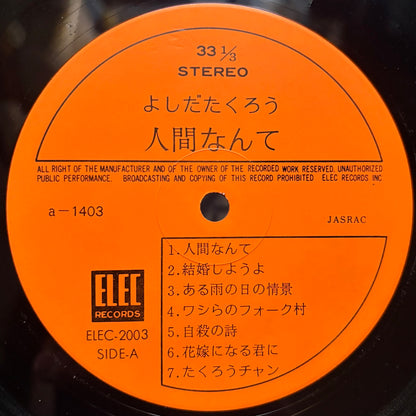 33 1/3
STEREO
よしだたくろう
人間なんて
ALL RIGHT OF THE MANUFACTURER AND OF THE OWNER OF THE RECORDED WORK RESERVED. UNAUTHORIZED
PUBLIC PERFORMANCE. BROADCASTING AND COPYING OF THIS RECORD PROHIBITED ELEC RECORDS INC
a-1403
JASRAC
1.人間なんて
2.結婚しようよ
3.ある雨の日の情景
4.ワシらのフォーク村
5.自殺の詩
6.花嫁になる君に
7.たくろうチャン
ELEC
RECORDS
ELEC-2003
SIDE-A